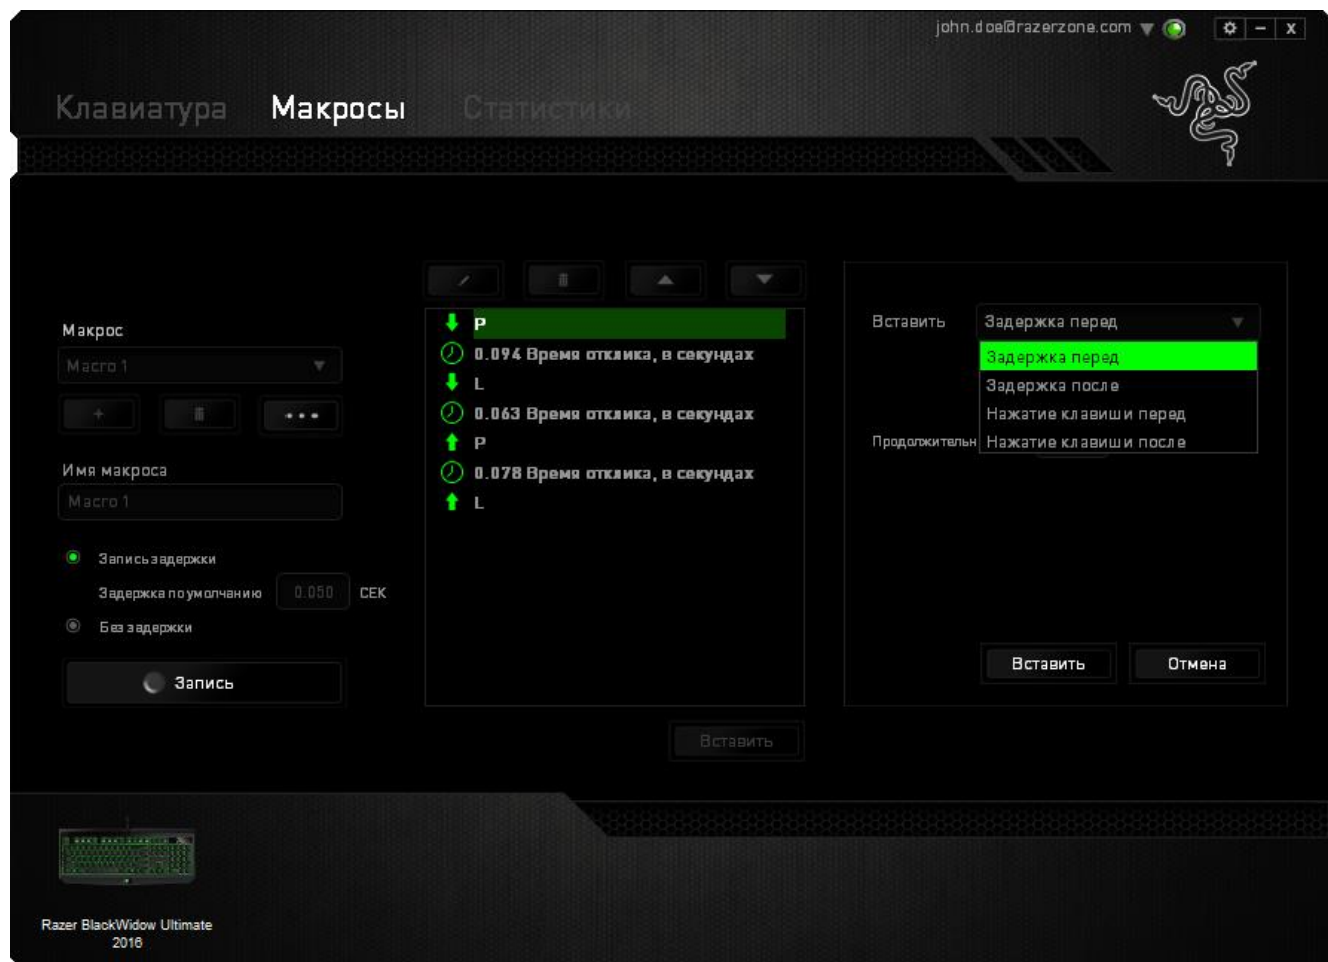 john.doe@razerzone.com
Клавиатура Макросы Статистики
Макрос
Macro 1
Имя макроса
Macro 1
Запись задержки
Задержка по умолчанию 0.050 СЕК
Без задержки
Запись
P
0.094 Время отклика, в секундах
L
0.063 Время отклика, в секундах
P
0.078 Время отклика, в секундах
L
Вставить
Вставить Задержка перед
Задержка перед
Задержка после
Нажатие клавиши перед
Продолжительн Нажатие клавиши после
Вставить Отмена
Razer BlackWidow Ultimate
2016